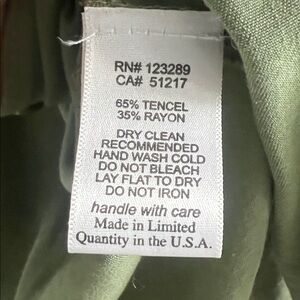 RN# 123289
CA# 51217
65% TENCEL
35% RAYON
DRY CLEAN
RECOMMENDED
HAND WASH COLD
DO NOT BLEACH
LAY FLAT TO DRY
DO NOT IRON
handle with care
Made in Limited
Quantity in the U.S.A.